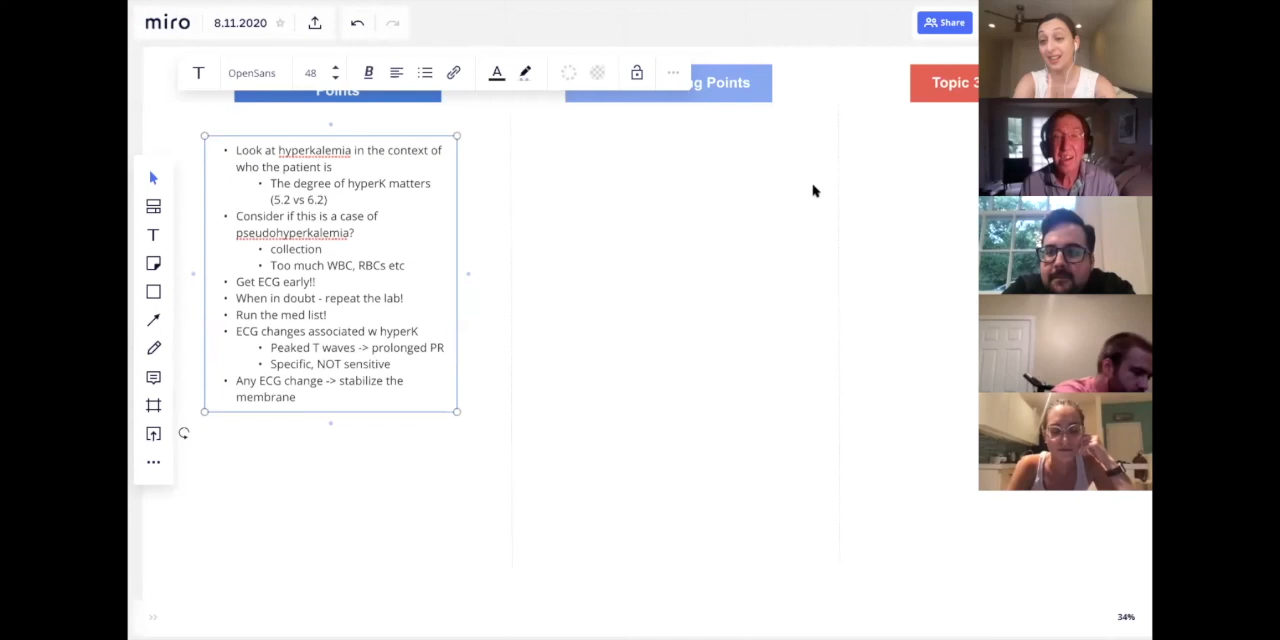 miro
8.11.2020
Share
OpenSans
48
B
A
Points
g Points
Topic 3
• Look at hyperkalemia in the context of
who the patient is
• The degree of hyperK matters
(5.2 vs 6.2)
• Consider if this is a case of
pseudohyperkalemia?
• collection
• Too much WBC, RBCs etc
• Get ECG early!!
• When in doubt - repeat the lab!
• Run the med list!
• ECG changes associated w hyperK
• Peaked T waves -> prolonged PR
• Specific, NOT sensitive
• Any ECG change -> stabilize the
membrane
34%